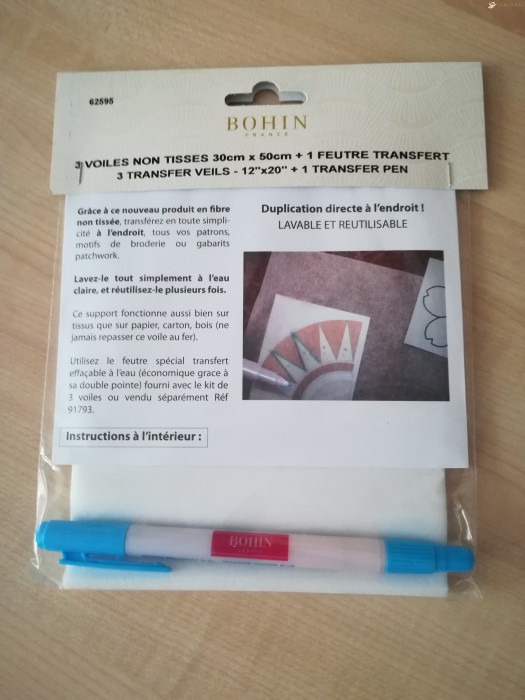 62595
BOHIN
FRANCE
3 VOILES NON TISSES 30cm x 50cm + 1 FEUTRE TRANSFERT
3 TRANSFER VEILS - 12"x20" + 1 TRANSFER PEN
Grâce à ce nouveau produit en fibre
non tissée, transférez en toute simpli-
cité à l'endroit, tous vos patrons,
motifs de broderie ou gabarits
patchwork.
Lavez-le tout simplement à l'eau
claire, et réutilisez-le plusieurs fois.
Ce support fonctionne aussi bien sur
tissus que sur papier, carton, bois (ne
jamais repasser ce voile au fer).
Utilisez le feutre spécial transfert
effaçable à l'eau (économique grace à
sa double pointe) fourni avec le kit de
3 voiles ou vendu séparément Réf
91793.
Instructions à l'intérieur :
Duplication directe à l'endroit !
LAVABLE ET REUTILISABLE
BOHIN